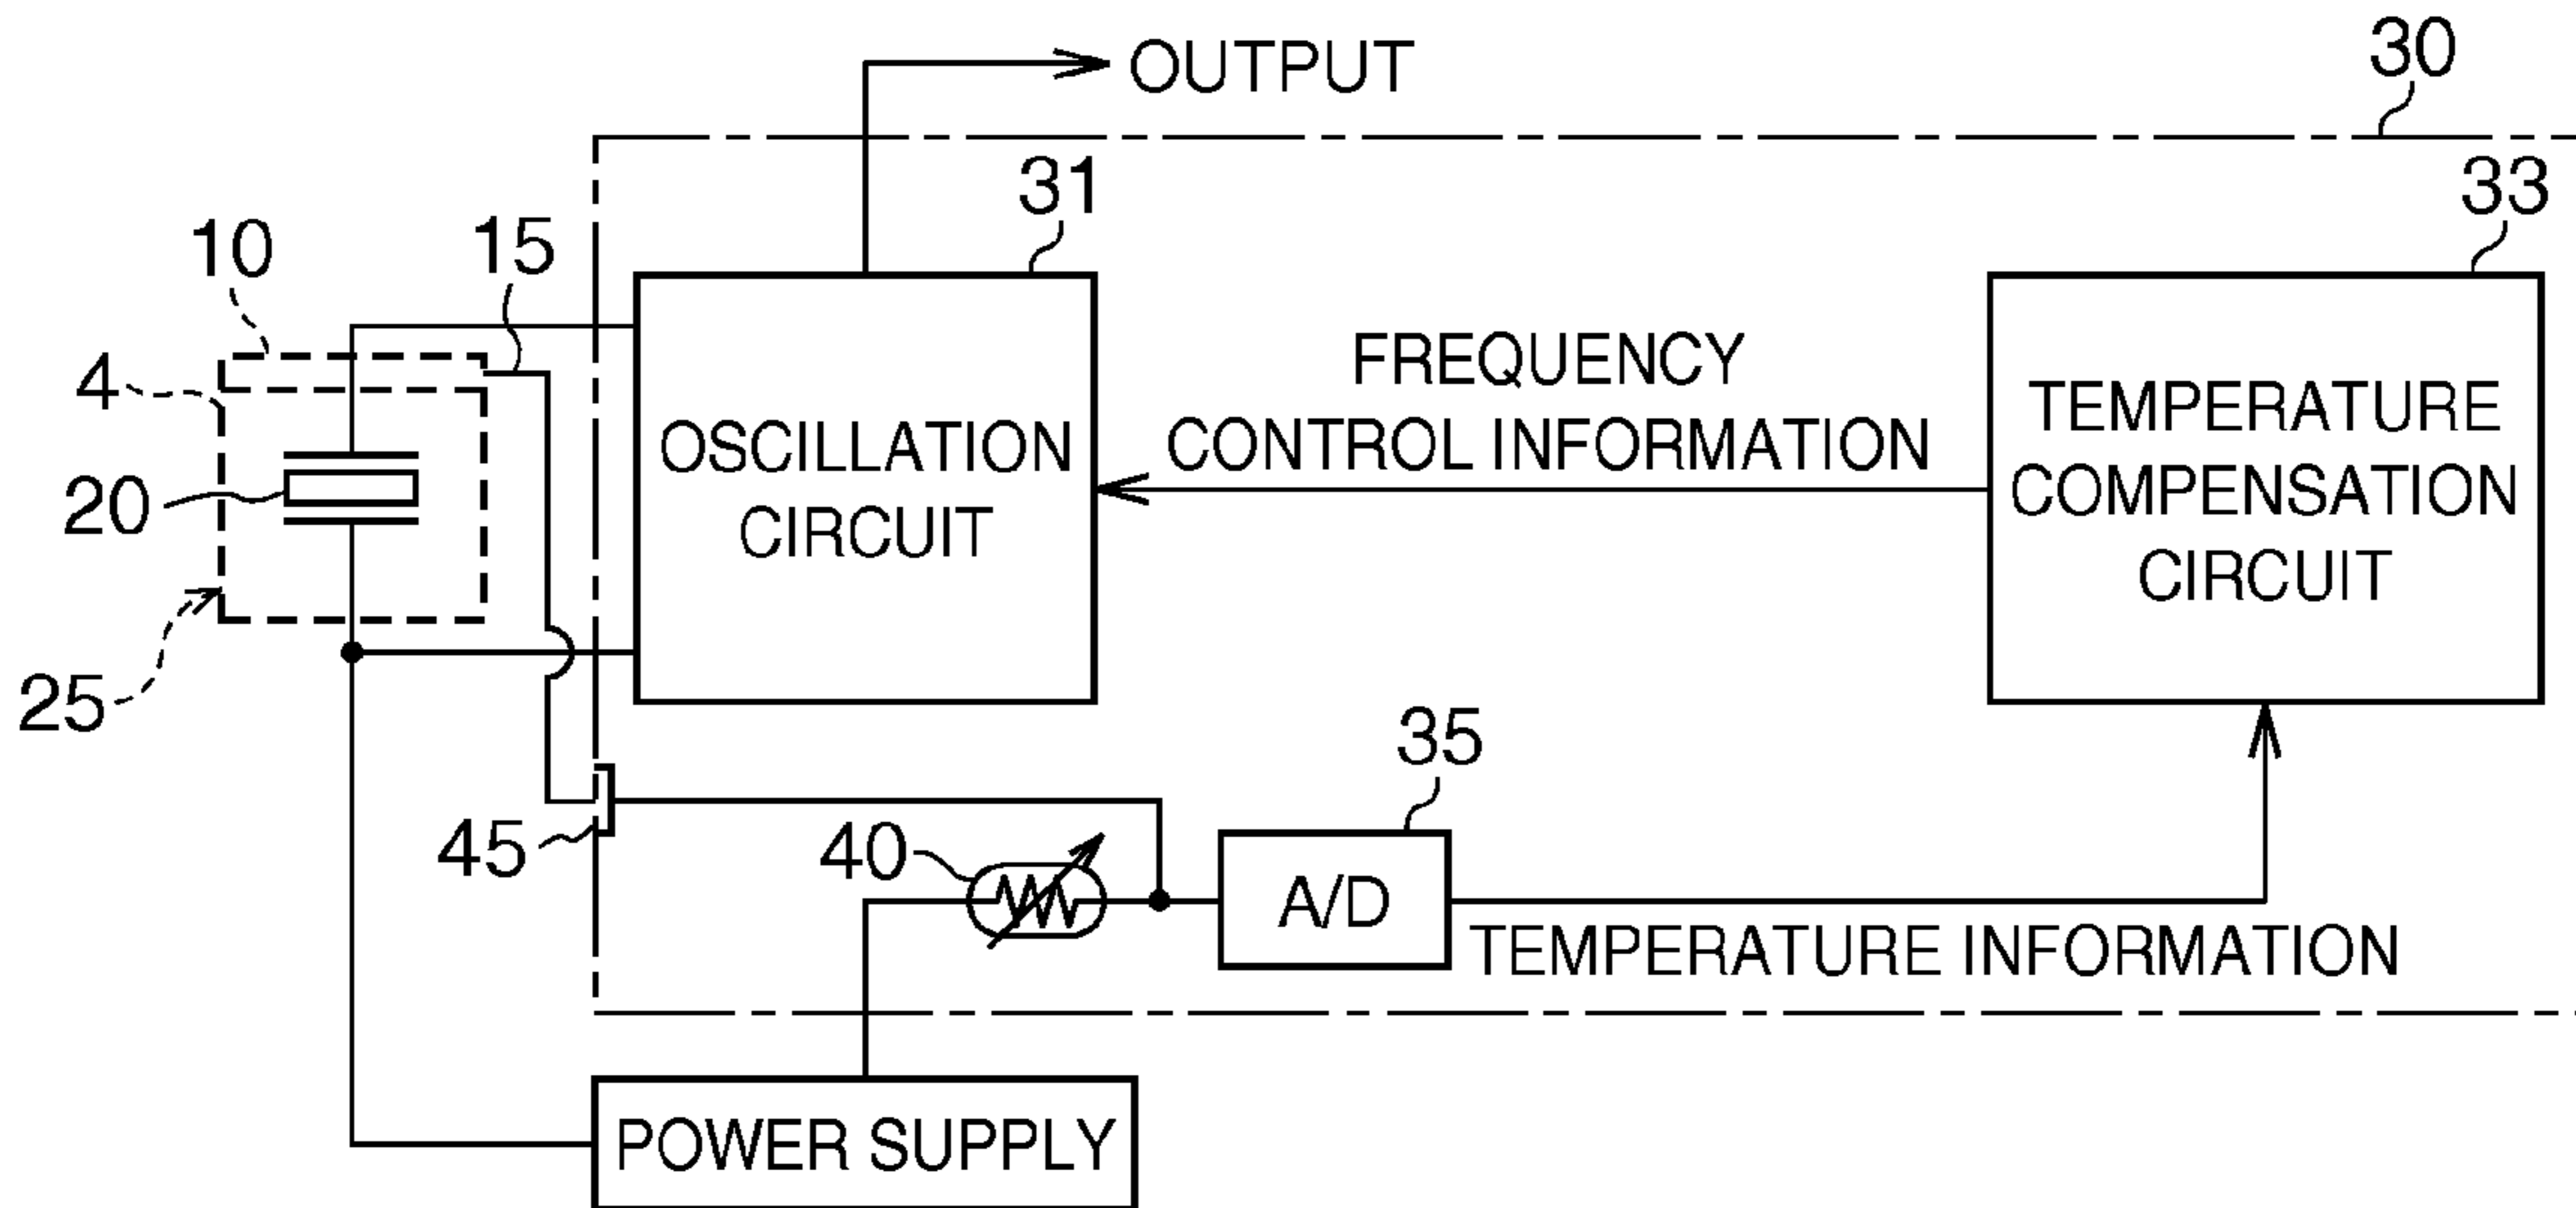 OUTPUT
30
31
33
10
15
4
FREQUENCY
CONTROL INFORMATION
OSCILLATION
CIRCUIT
TEMPERATURE
COMPENSATION
CIRCUIT
20
25
35
45
40
A/D
TEMPERATURE INFORMATION
POWER SUPPLY